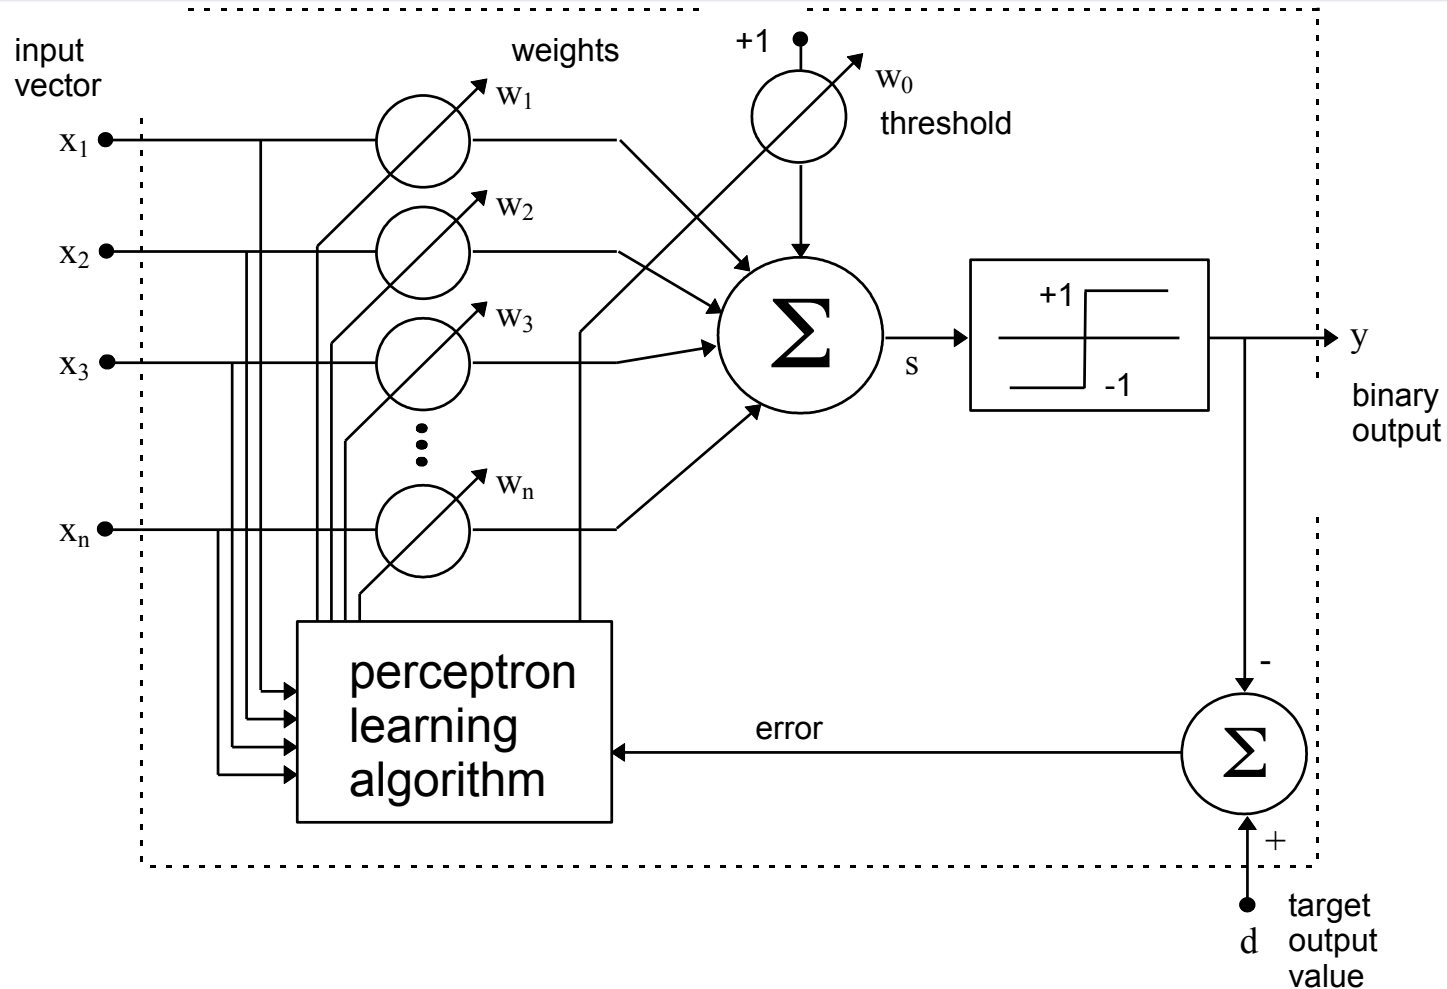 input
vector
weights
+1
w₀
threshold
x₁
w₁
x₂
w₂
x₃
w₃
xₙ
wₙ
Σ
s
+1
-1
y
binary
output
perceptron
learning
algorithm
error
-
Σ
+
d
target
output
value